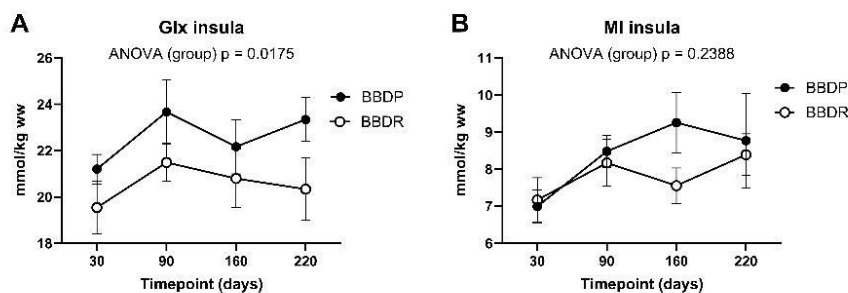 A
Glx insula
ANOVA (group) p = 0.0175
mmol/kg ww
26
24
22
20
18
30 90 160 220
Timepoint (days)
BBDP
BBDR
B
MI insula
ANOVA (group) p = 0.2388
mmol/kg ww
11
10
9
8
7
6
30 90 160 220
Timepoint (days)
BBDP
BBDR